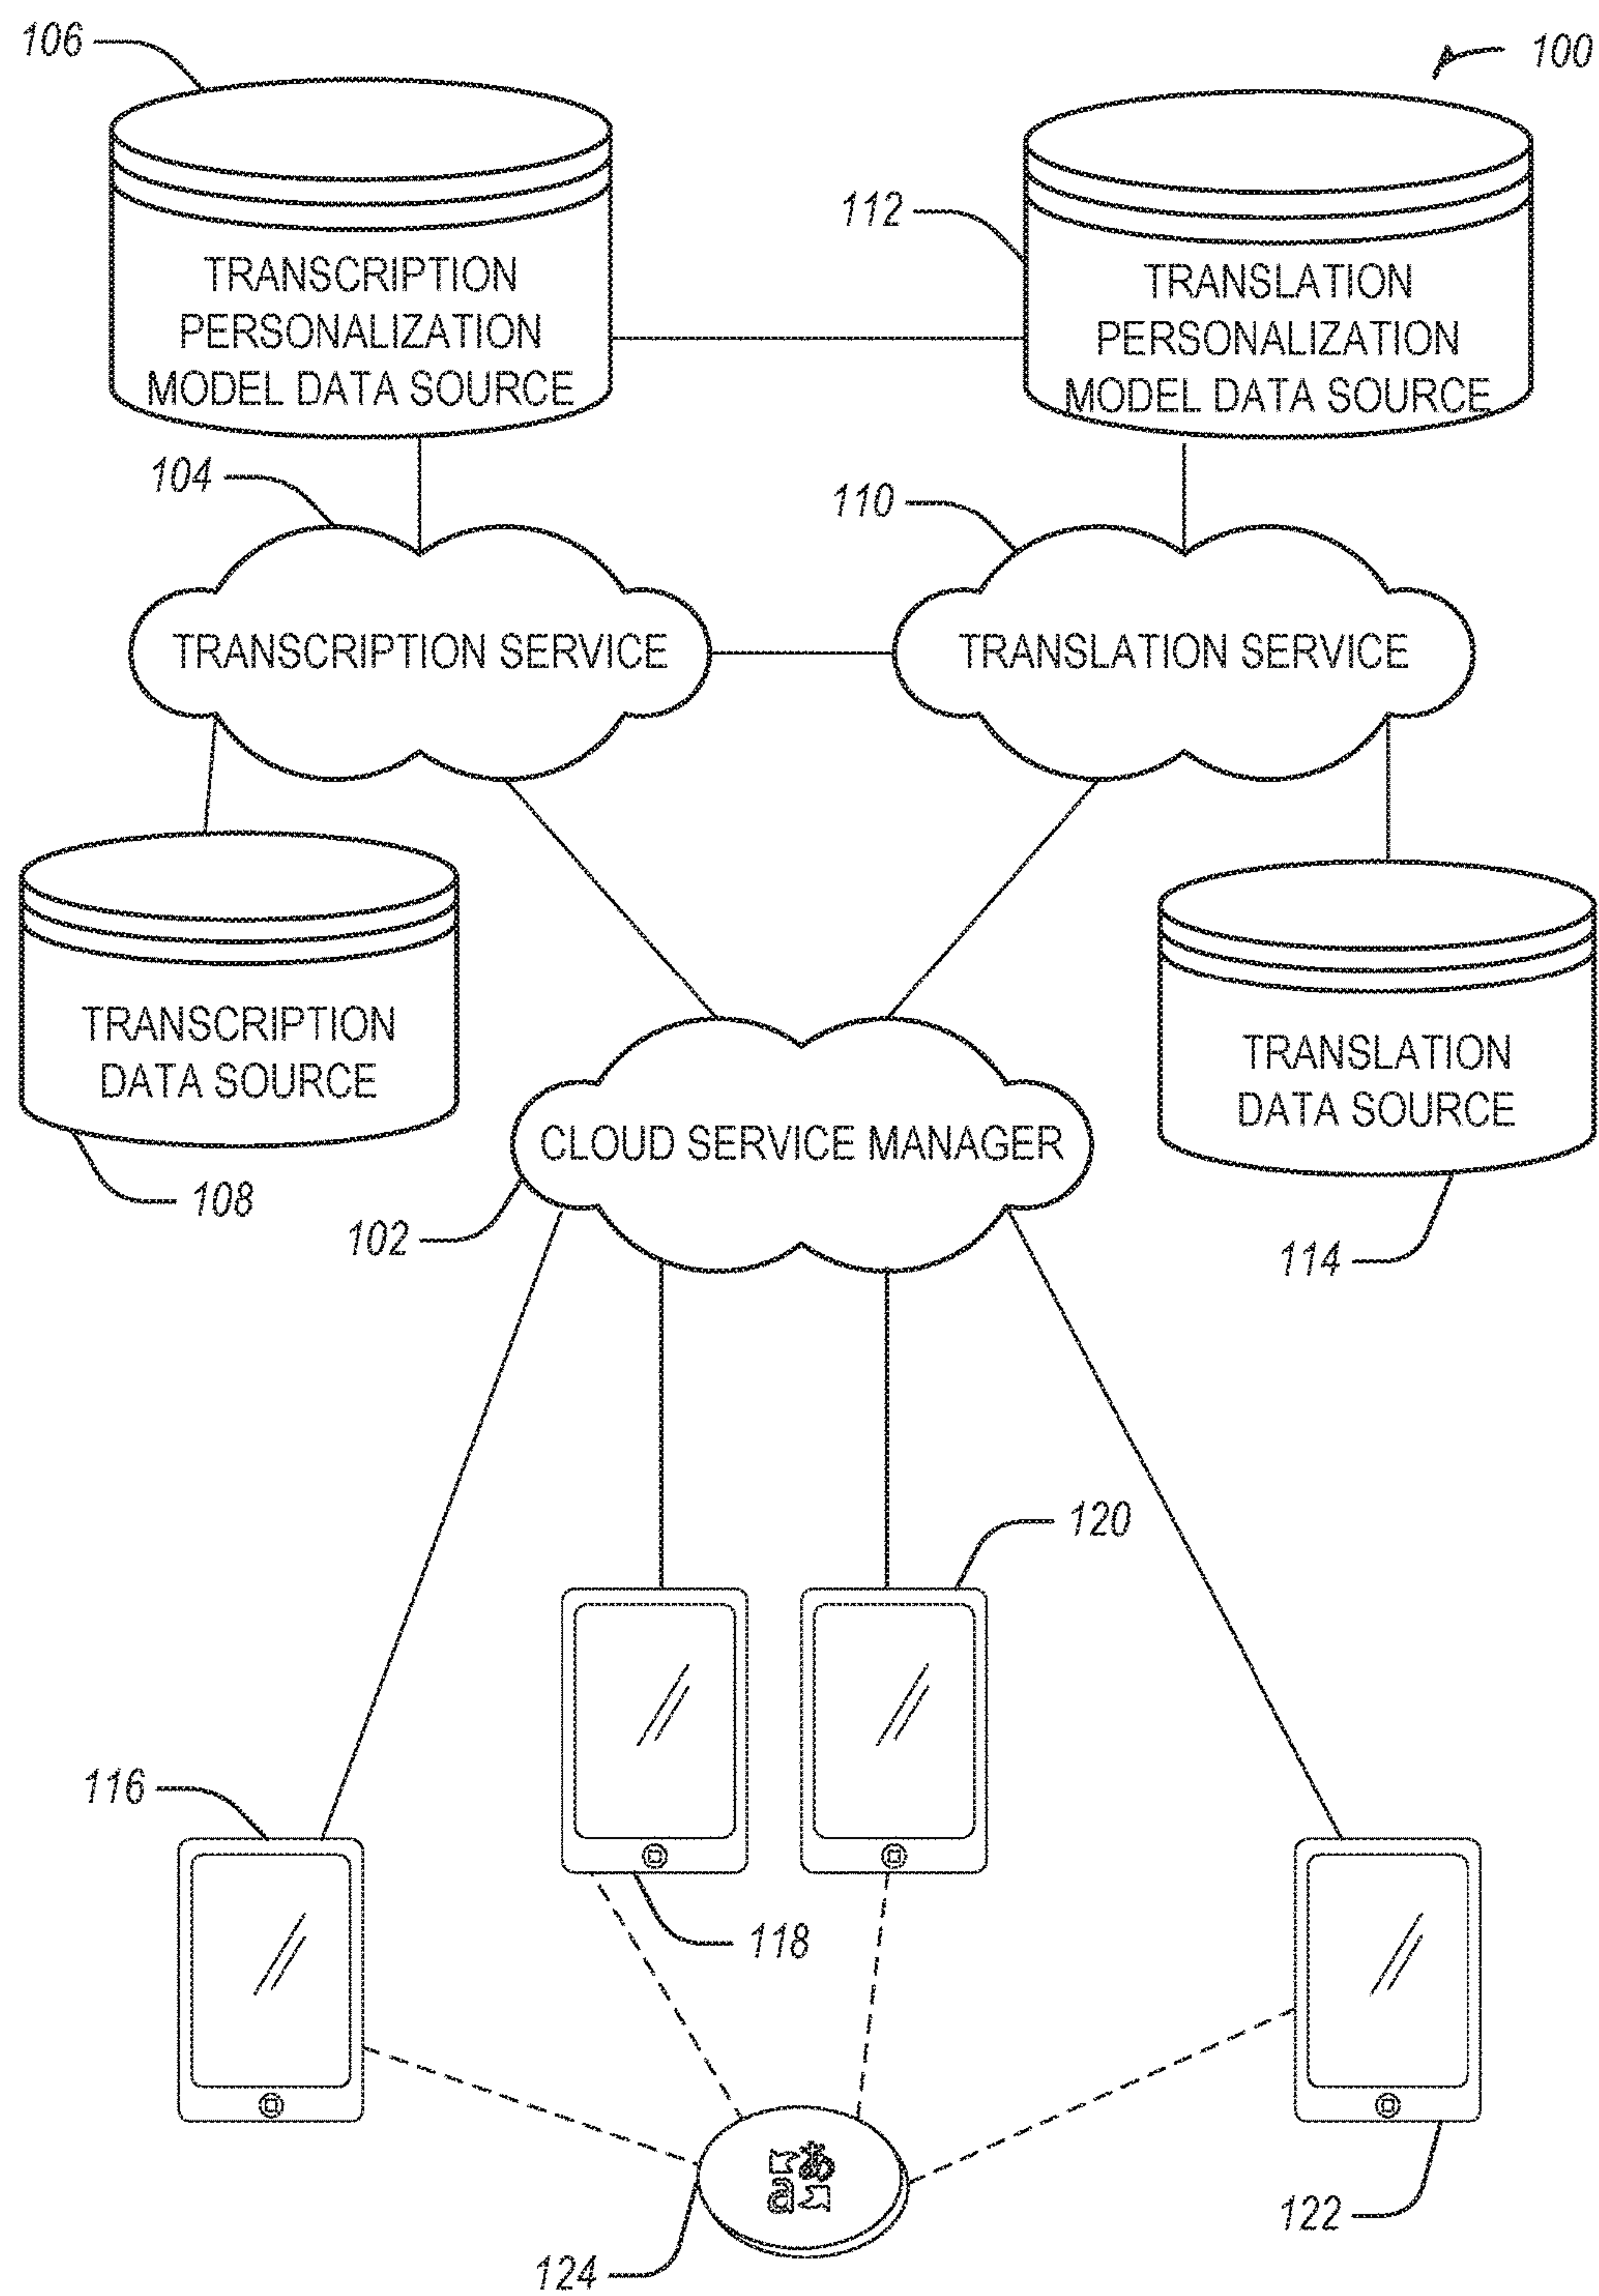 106
100
112
TRANSCRIPTION
PERSONALIZATION
MODEL DATA SOURCE
TRANSLATION
PERSONALIZATION
MODEL DATA SOURCE
104
110
TRANSCRIPTION SERVICE
TRANSLATION SERVICE
TRANSCRIPTION
DATA SOURCE
TRANSLATION
DATA SOURCE
CLOUD SERVICE MANAGER
108
102
114
120
116
118
あ
a
122
124